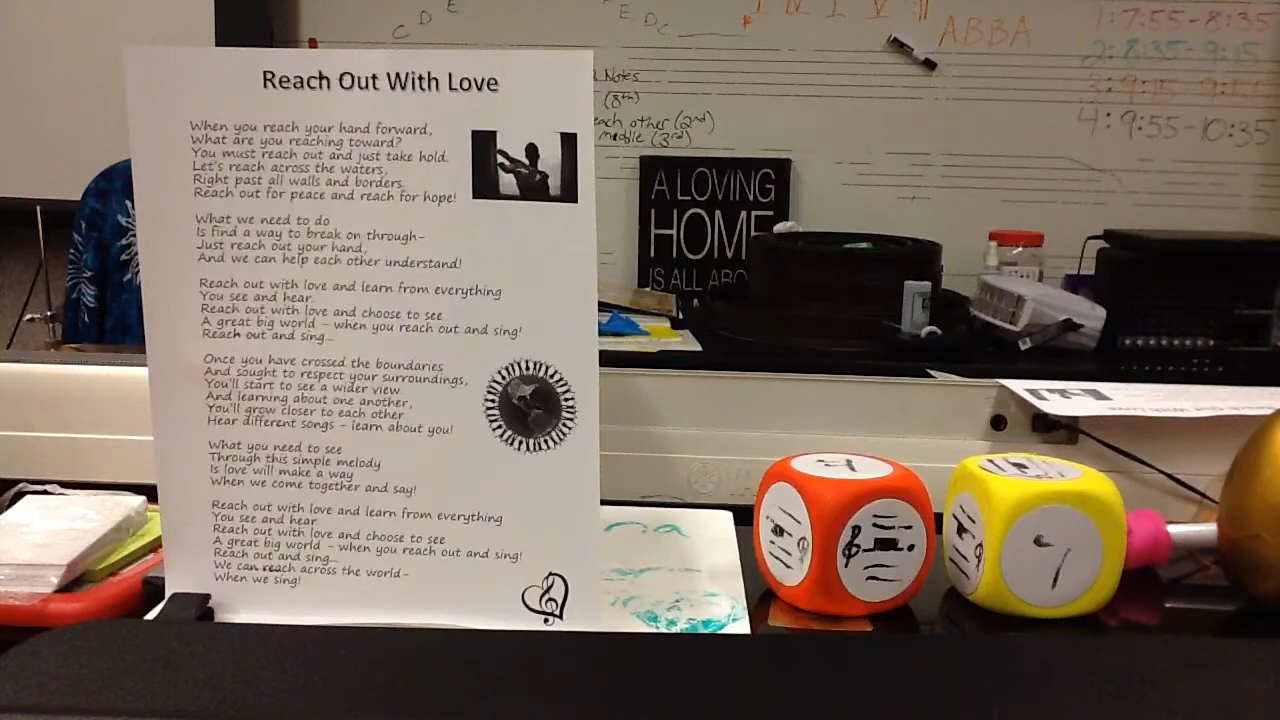 C D E
E D C
ABBA
1: 7:55-8:35
2: 8:35-9:15
3: 9:15-9:55
4: 9:55-10:35
Notes
(8th)
each other (2nd)
middle (3rd)
A LOVING
HOME
IS ALL
Reach Out With Love
When you reach your hand forward,
What are you reaching toward?
You must reach out and just take hold.
Let's reach across the waters,
Right past all walls and borders.
Reach out for peace and reach for hope!
What we need to do
Is find a way to break on through-
Just reach out your hand,
And we can help each other understand!
Reach out with love and learn from everything
You see and hear.
Reach out with love and choose to see
A great big world – when you reach out and sing!
Reach out and sing...
Once you have crossed the boundaries
And sought to respect your surroundings,
You'll start to see a wider view
And learning about one another,
You'll grow closer to each other
Hear different songs – learn about you!
What you need to see
Through this simple melody
Is love will make a way
When we come together and say!
Reach out with love and learn from everything
You see and hear
Reach out with love and choose to see
A great big world – when you reach out and sing!
Reach out and sing...
We can reach across the world-
When we sing!